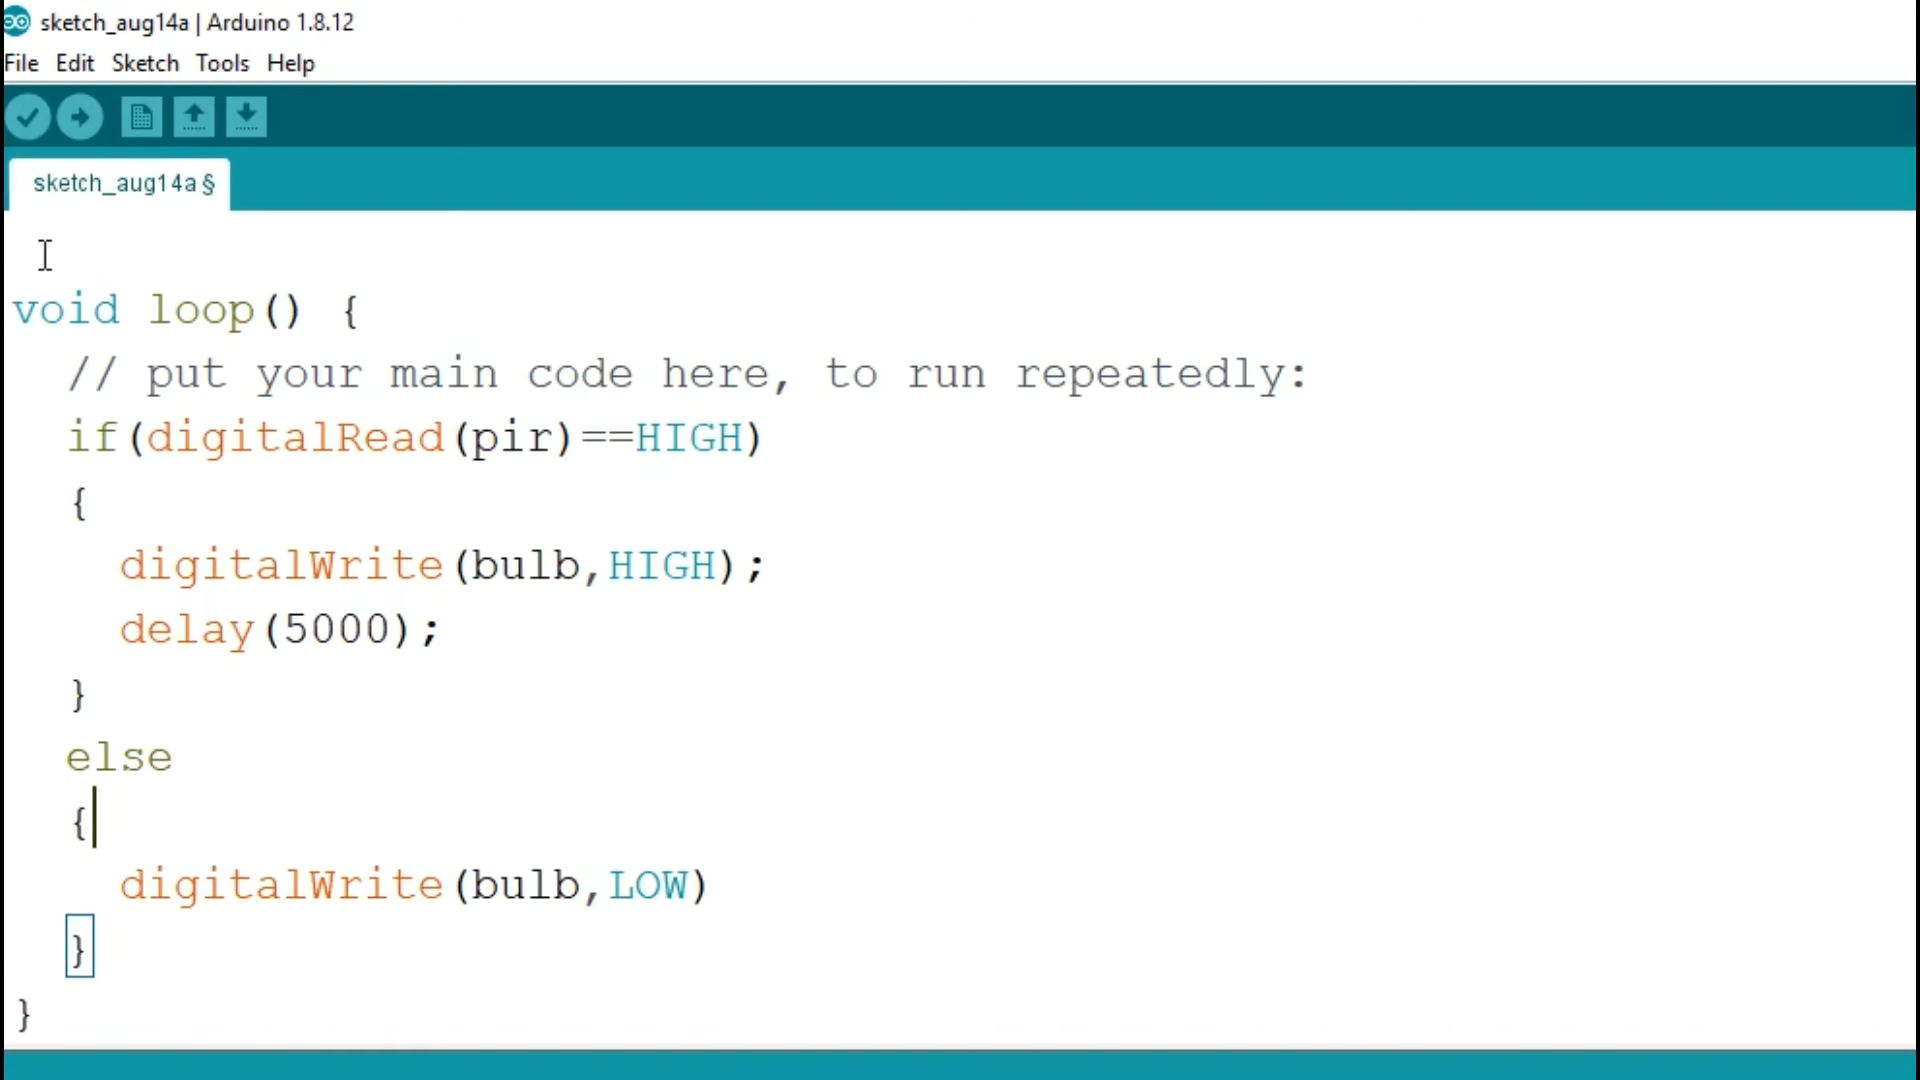 sketch_aug14a | Arduino 1.8.12
File Edit Sketch Tools Help
sketch_aug14a §
void loop() {
// put your main code here, to run repeatedly:
if(digitalRead(pir)==HIGH)
{
digitalWrite(bulb,HIGH);
delay(5000);
}
else
{
digitalWrite(bulb,LOW)
}
}